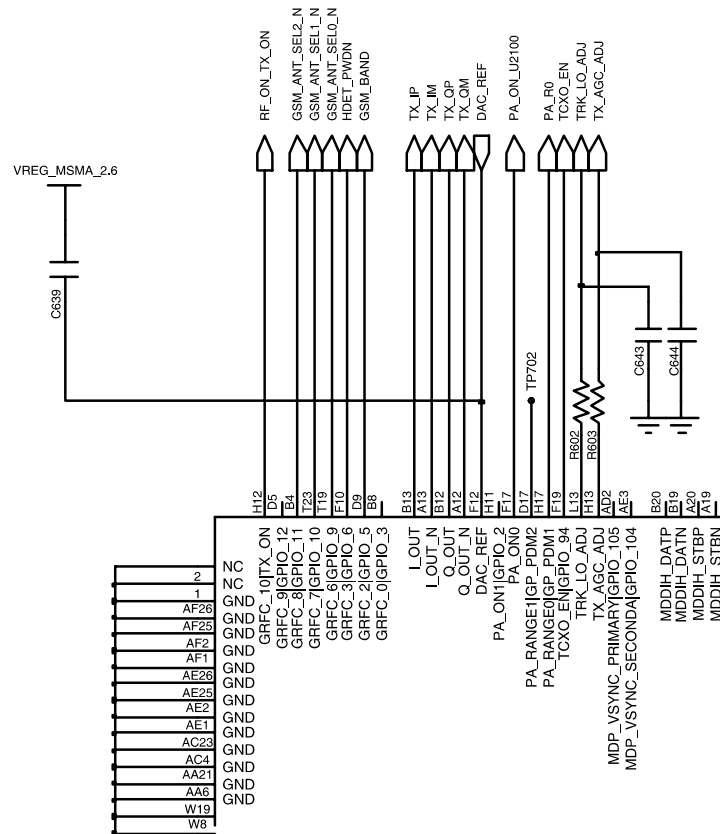 RF_ON_TX_ON
GSM_ANT_SEL2_N
GSM_ANT_SEL1_N
GSM_ANT_SEL0_N
HDET_PWDN
GSM_BAND
TX_IP
TX_IM
TX_QP
TX_QM
DAC_REF
PA_ON_U2100
PA_R0
TCXO_EN
TRK_LO_ADJ
TX_AGC_ADJ
VREG_MSMA_2.6
C639
C643
C644
TP702
R602
R603
H12
D5
B4
T23
T19
F10
D9
B8
B13
A13
B12
A12
F12
H11
F17
D17
H17
F19
L13
H13
AD2
AE3
B20
B19
A20
A19
GRFC_10|TX_ON
GRFC_9|GPIO_12
GRFC_8|GPIO_11
GRFC_7|GPIO_10
GRFC_6|GPIO_9
GRFC_3|GPIO_6
GRFC_2|GPIO_5
GRFC_0|GPIO_3
I_OUT
I_OUT_N
Q_OUT
Q_OUT_N
DAC_REF
PA_ON1|GPIO_2
PA_ON0
PA_RANGE1|GP_PDM2
PA_RANGE0|GP_PDM1
TCXO_EN|GPIO_94
TRK_LO_ADJ
TX_AGC_ADJ
MDP_VSYNC_PRIMARY|GPIO_105
MDP_VSYNC_SECONDA|GPIO_104
MDDIH_DATP
MDDIH_DATN
MDDIH_STBP
MDDIH_STBN
NC
2
NC
1
GND
AF26
GND
AF25
GND
AF2
GND
AF1
GND
AE26
GND
AE25
GND
AE2
GND
AE1
GND
AC23
GND
AC4
GND
AA21
GND
AA6
GND
W19
W8